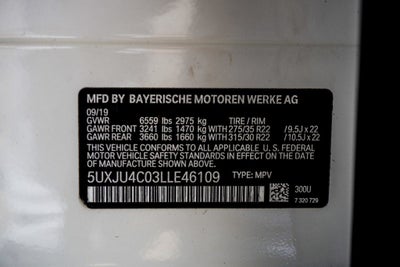 MFD BY BAYERISCHE MOTOREN WERKE AG
09/19
GVWR 6559 lbs 2975 kg TIRE / RIM
GAWR FRONT 3241 lbs 1470 kg WITH 275/35 R22 / 9,5J x 22
GAWR REAR 3660 lbs 1660 kg WITH 315/30 R22 / 10,5J x 22
THIS VEHICLE CONFORMS TO ALL APPLICABLE U. S. FEDERAL
MOTOR VEHICLE SAFETY STANDARDS IN EFFECT ON THE DATE OF
MANUFACTURE SHOWN ABOVE.
5UXJU4C03LLE46109 TYPE: MPV
300U
7 320 729